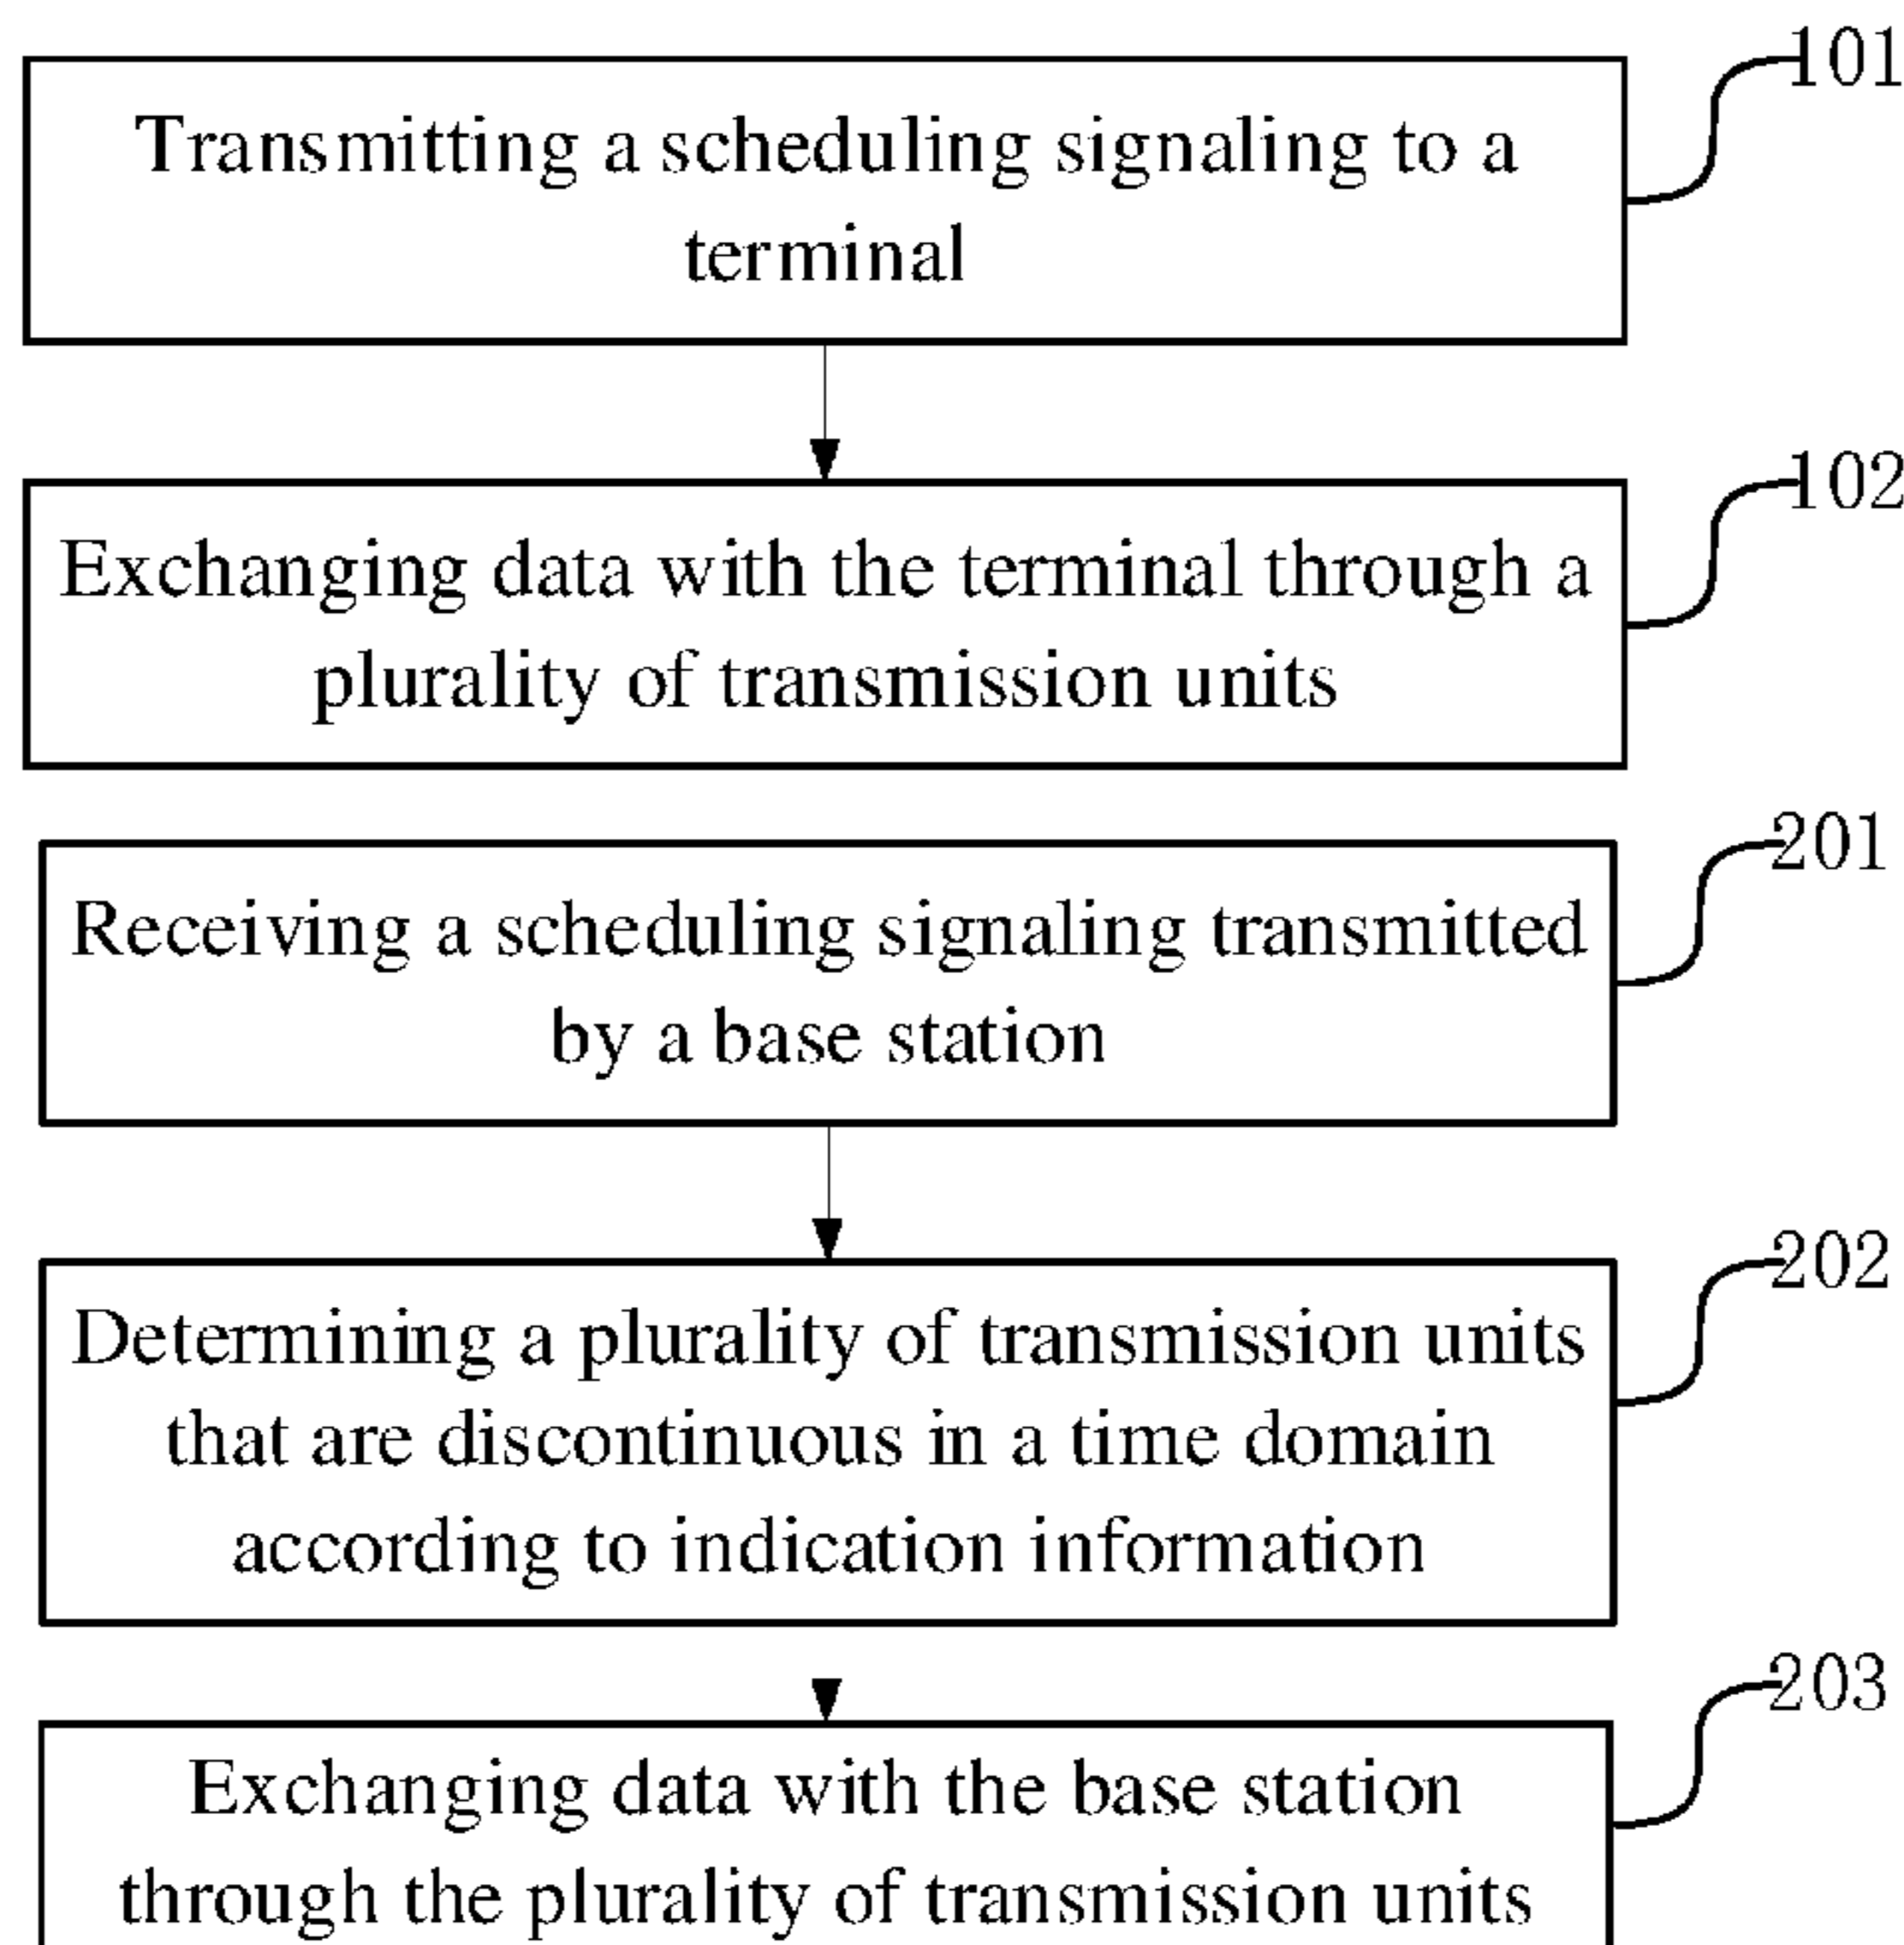 101
Transmitting a scheduling signaling to a
terminal
102
Exchanging data with the terminal through a
plurality of transmission units
201
Receiving a scheduling signaling transmitted
by a base station
202
Determining a plurality of transmission units
that are discontinuous in a time domain
according to indication information
203
Exchanging data with the base station
through the plurality of transmission units